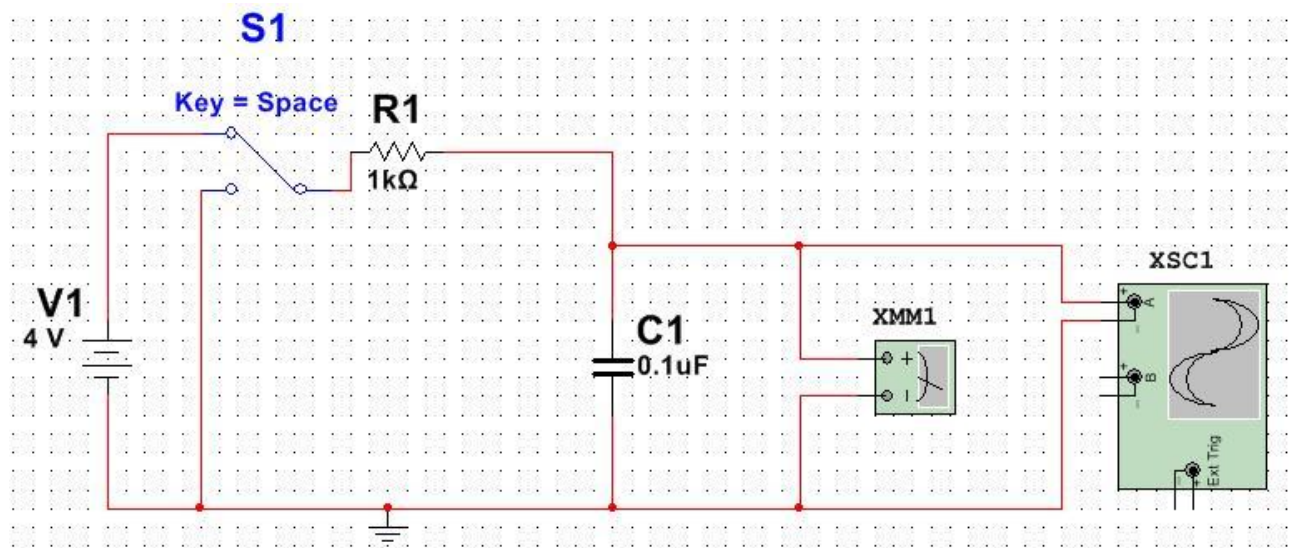 S1
Key = Space
R1
1kΩ
V1
4 V
C1
0.1uF
XMM1
+
−
XSC1
+
A
−
+
B
−
Ext Trig
−
+